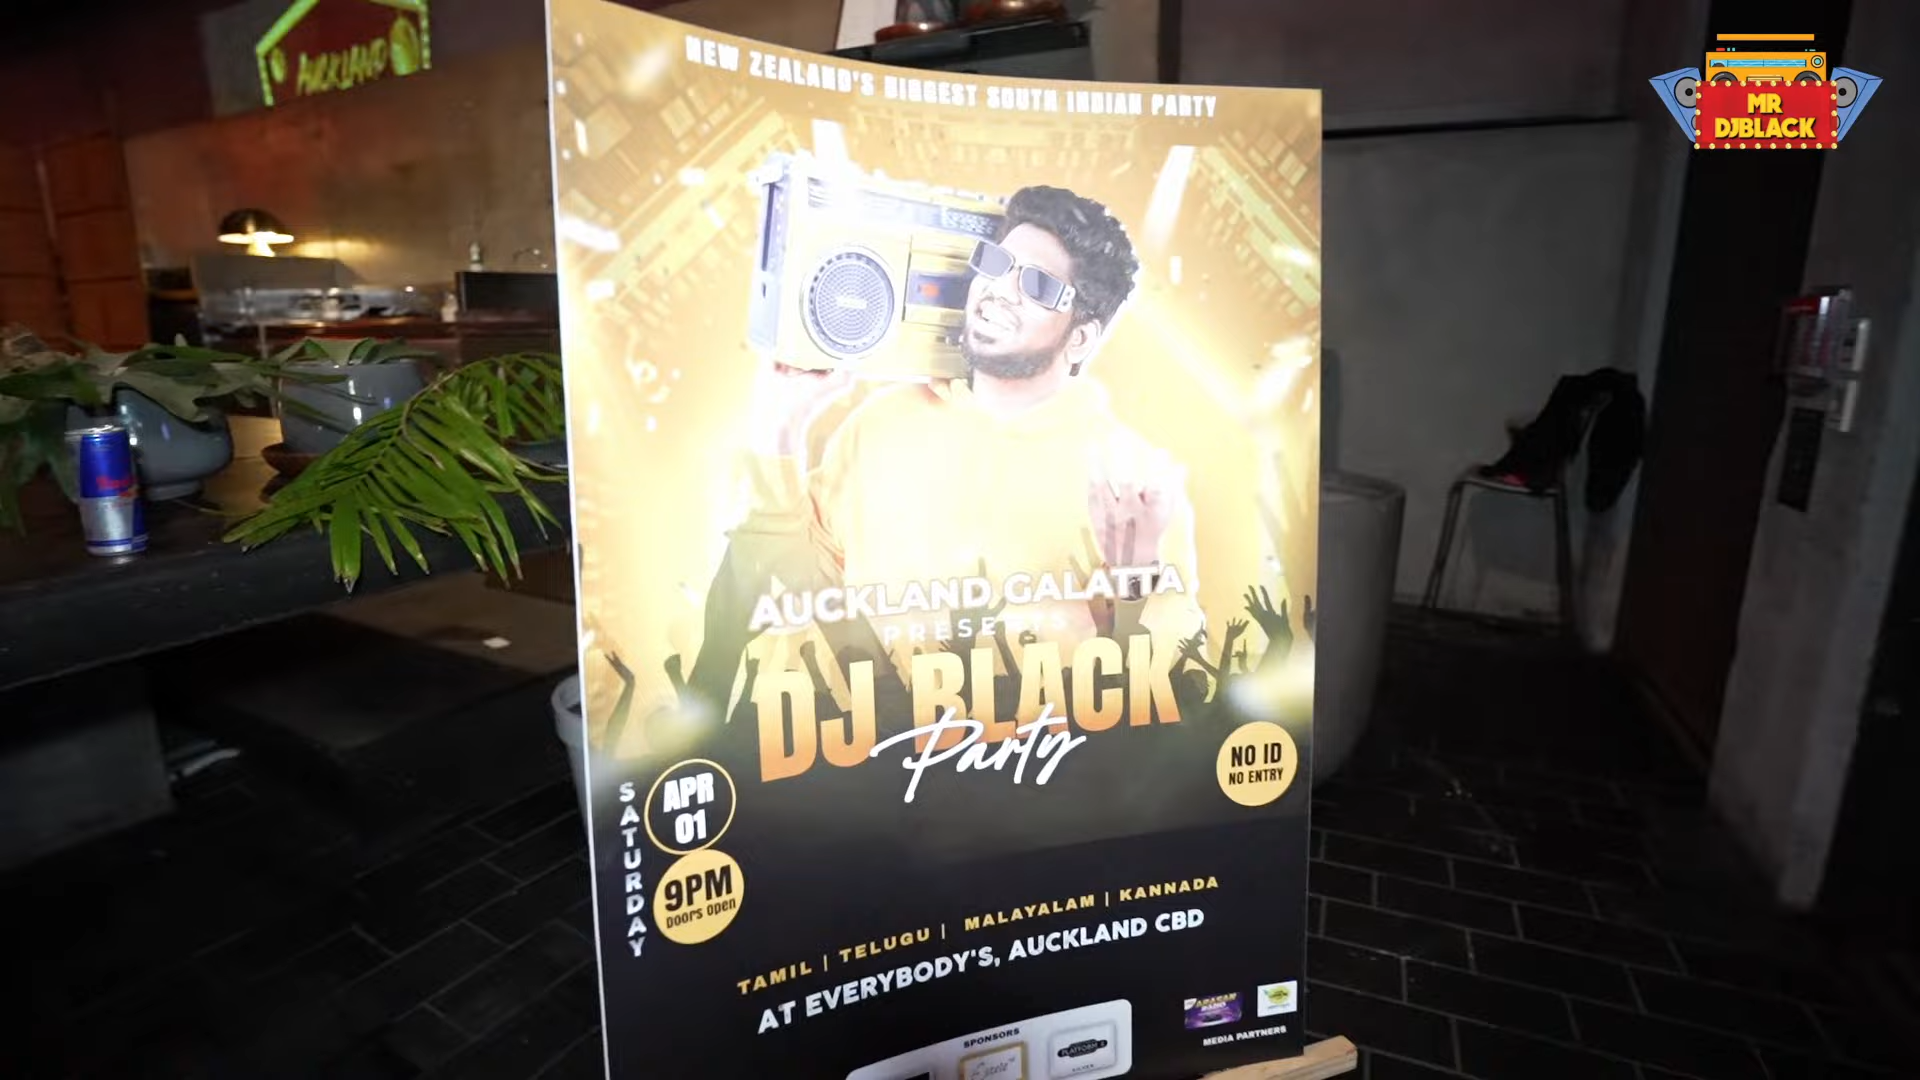 AUCKLAND
MR
DJBLACK
NEW ZEALAND'S BIGGEST SOUTH INDIAN PARTY
AUCKLAND GALATTA
PRESENTS
DJ BLACK
Party
NO ID
NO ENTRY
SATURDAY
APR
01
9PM
Doors open
TAMIL | TELUGU | MALAYALAM | KANNADA
AT EVERYBODY'S, AUCKLAND CBD
SPONSORS
MEDIA PARTNERS